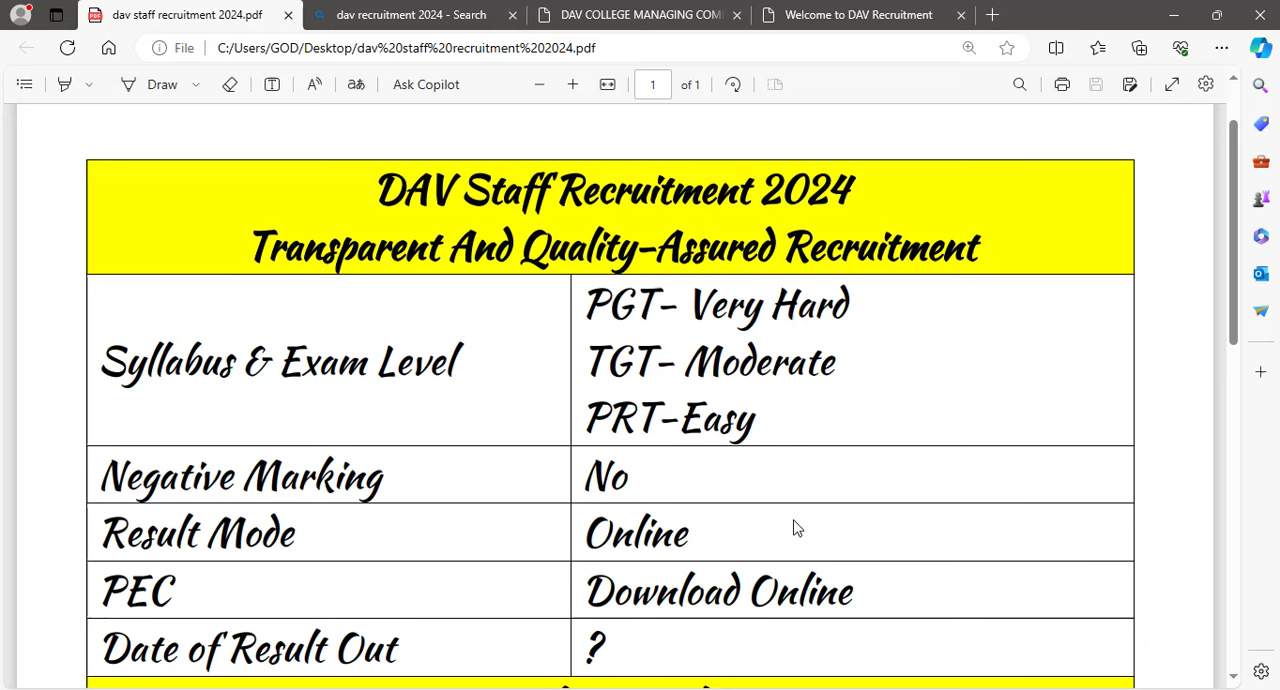 dav staff recruitment 2024.pdf
dav recruitment 2024 - Search
DAV COLLEGE MANAGING COM
Welcome to DAV Recruitment
File
C:/Users/GOD/Desktop/dav%20staff%20recruitment%202024.pdf
Draw
aあ
Ask Copilot
1
of 1
DAV Staff Recruitment 2024
Transparent And Quality-Assured Recruitment
Syllabus & Exam Level
PGT- Very Hard
TGT- Moderate
PRT-Easy
Negative Marking
No
Result Mode
Online
PEC
Download Online
Date of Result Out
?